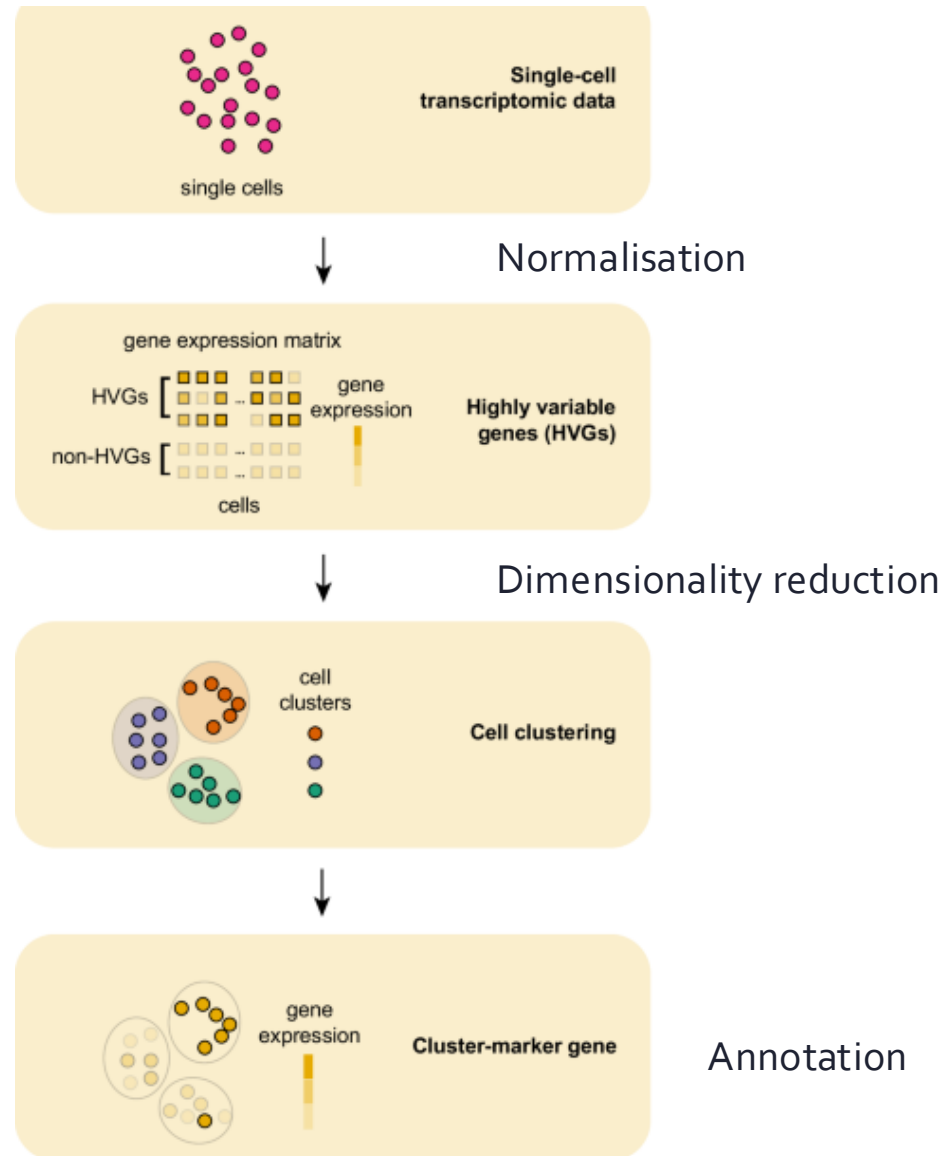 Single-cell
transcriptomic data
single cells
Normalisation
gene expression matrix
HVGs
...
gene
expression
Highly variable
genes (HVGs)
non-HVGs
...
...
cells
Dimensionality reduction
cell
clusters
Cell clustering
gene
expression
Cluster-marker gene
Annotation